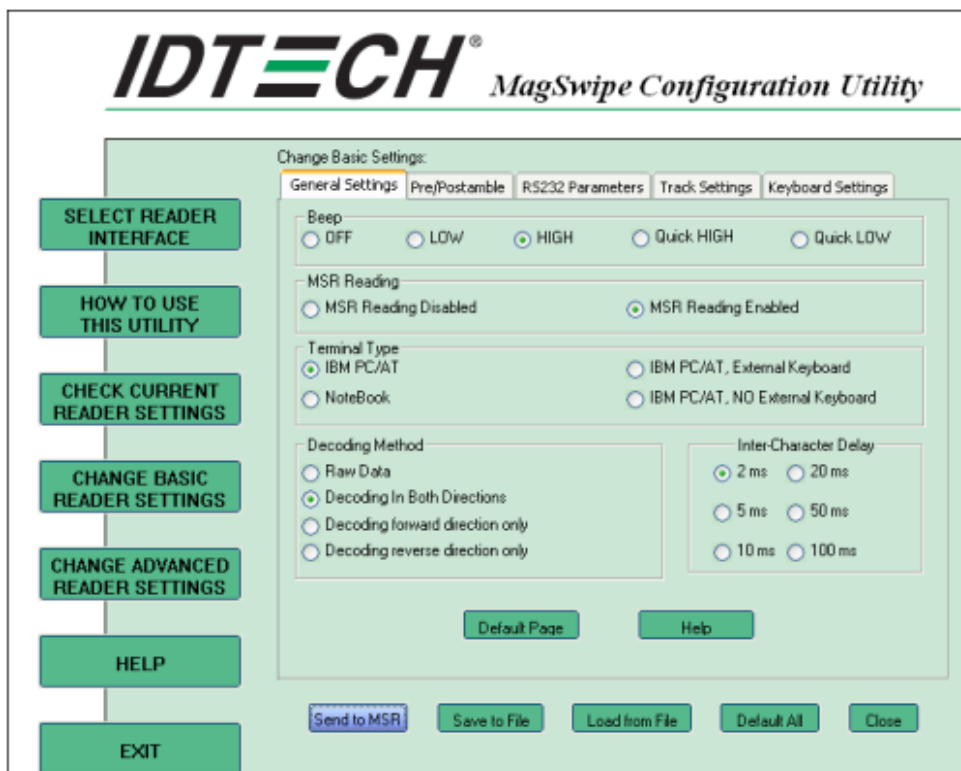 IDTECH®
MagSwipe Configuration Utility
Change Basic Settings:
General Settings Pre/Postamble RS232 Parameters Track Settings Keyboard Settings
SELECT READER
INTERFACE
HOW TO USE
THIS UTILITY
CHECK CURRENT
READER SETTINGS
CHANGE BASIC
READER SETTINGS
CHANGE ADVANCED
READER SETTINGS
HELP
EXIT
Beep
OFF LOW HIGH Quick HIGH Quick LOW
MSR Reading
MSR Reading Disabled MSR Reading Enabled
Terminal Type
IBM PC/AT IBM PC/AT, External Keyboard
NoteBook IBM PC/AT, NO External Keyboard
Decoding Method
Raw Data
Decoding In Both Directions
Decoding forward direction only
Decoding reverse direction only
Inter-Character Delay
2 ms 20 ms
5 ms 50 ms
10 ms 100 ms
Default Page Help
Send to MSR Save to File Load from File Default All Close